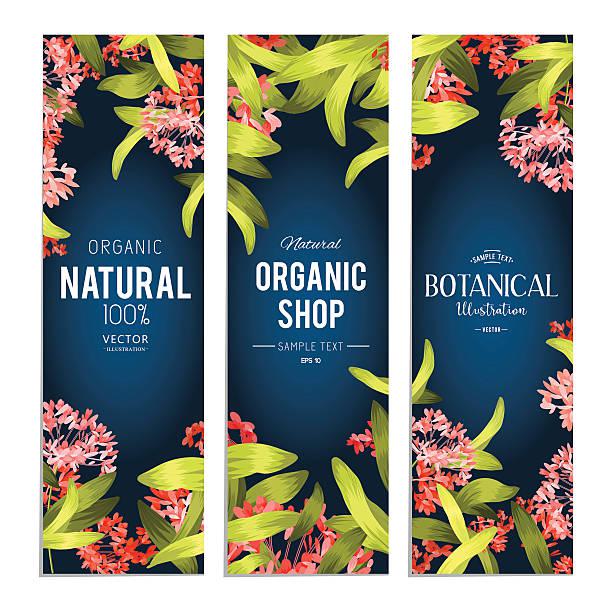 ORGANIC
NATURAL
100%
VECTOR
-ILLUSTRATION-
Natural
ORGANIC
SHOP
SAMPLE TEXT
EPS 10
SAMPLE TEXT
BOTANICAL
Illustration
VECTOR